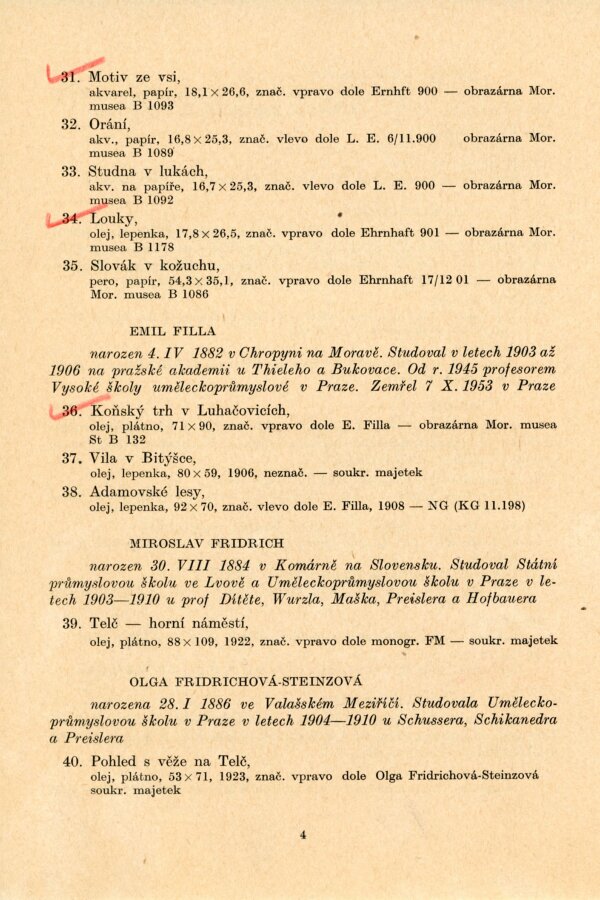 31. Motiv ze vsi,
akvarel, papír, 18,1×26,6, znač. vpravo dole Ernhft 900 — obrazárna Mor.
musea B 1093
32. Orání,
akv., papír, 16,8×25,3, znač. vlevo dole L. E. 6/11.900 obrazárna Mor.
musea B 1089
33. Studna v lukách,
akv. na papíře, 16,7×25,3, znač. vlevo dole L. E. 900 — obrazárna Mor.
musea B 1092
34. Louky,
olej, lepenka, 17,8×26,5, znač. vpravo dole Ehrnhaft 901 — obrazárna Mor.
musea B 1178
35. Slovák v kožuchu,
pero, papír, 54,3×35,1, znač. vpravo dole Ehrnhaft 17/12 01 — obrazárna
Mor. musea B 1086
EMIL FILLA
narozen 4. IV 1882 v Chropyni na Moravě. Studoval v letech 1903 až
1906 na pražské akademii u Thieleho a Bukovace. Od r. 1945 profesorem
Vysoké školy uměleckoprůmyslové v Praze. Zemřel 7 X. 1953 v Praze
36. Koňský trh v Luhačovicích,
olej, plátno, 71×90, znač. vpravo dole E. Filla — obrazárna Mor. musea
St B 132
37. Vila v Bitýšce,
olej, lepenka, 80×59, 1906, neznač. — soukr. majetek
38. Adamovské lesy,
olej, lepenka, 92×70, znač. vlevo dole E. Filla, 1908 — NG (KG 11.198)
MIROSLAV FRIDRICH
narozen 30. VIII 1884 v Komárně na Slovensku. Studoval Státní
průmyslovou školu ve Lvově a Uměleckoprůmyslovou školu v Praze v le-
tech 1903—1910 u prof Dítěte, Wurzla, Maška, Preislera a Hofbauera
39. Telč — horní náměstí,
olej, plátno, 88×109, 1922, znač. vpravo dole monogr. FM — soukr. majetek
OLGA FRIDRICHOVÁ-STEINZOVÁ
narozena 28. I 1886 ve Valašském Meziříčí. Studovala Umělecko-
průmyslovou školu v Praze v letech 1904—1910 u Schussera, Schikanedra
a Preislera
40. Pohled s věže na Telč,
olej, plátno, 53×71, 1923, znač. vpravo dole Olga Fridrichová-Steinzová
soukr. majetek
4